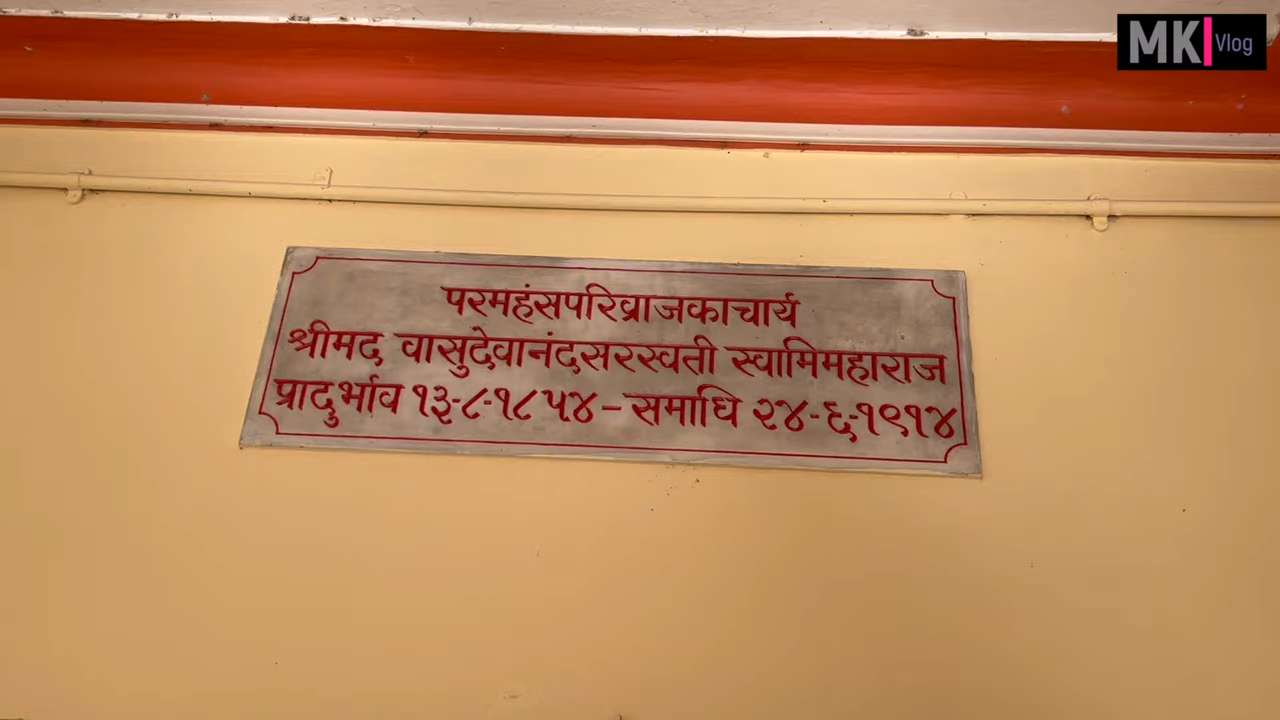 MK Vlog
परमहंसपरिव्राजकाचार्य
श्रीमद वासुदेवानंदसरस्वती स्वामिमहाराज
प्रादुर्भाव १३-८-१८५४ – समाधि २४-६-१९१४